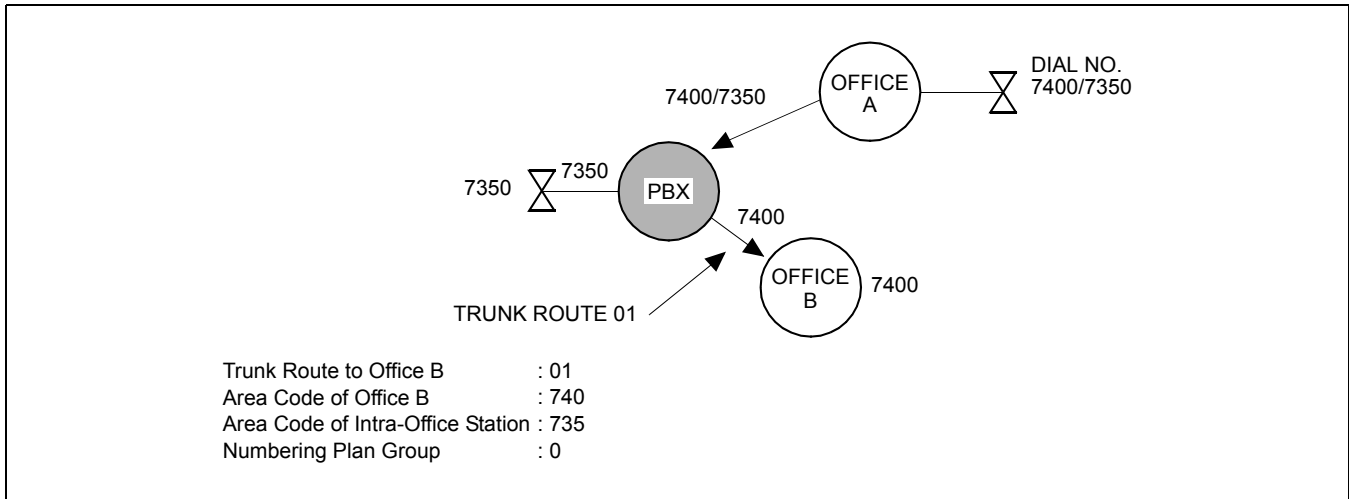 OFFICE
A
DIAL NO.
7400/7350
7400/7350
7350
7350
PBX
7400
OFFICE
B
7400
TRUNK ROUTE 01
Trunk Route to Office B : 01
Area Code of Office B : 740
Area Code of Intra-Office Station : 735
Numbering Plan Group : 0